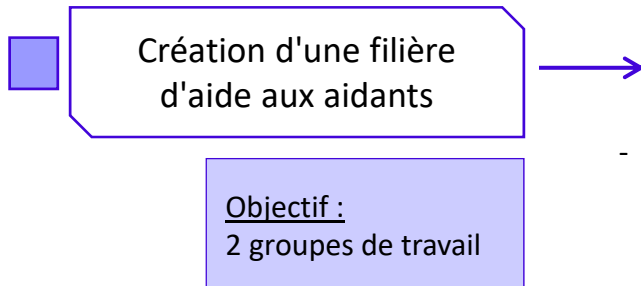 Création d'une filière
d'aide aux aidants
-
Objectif :
2 groupes de travail